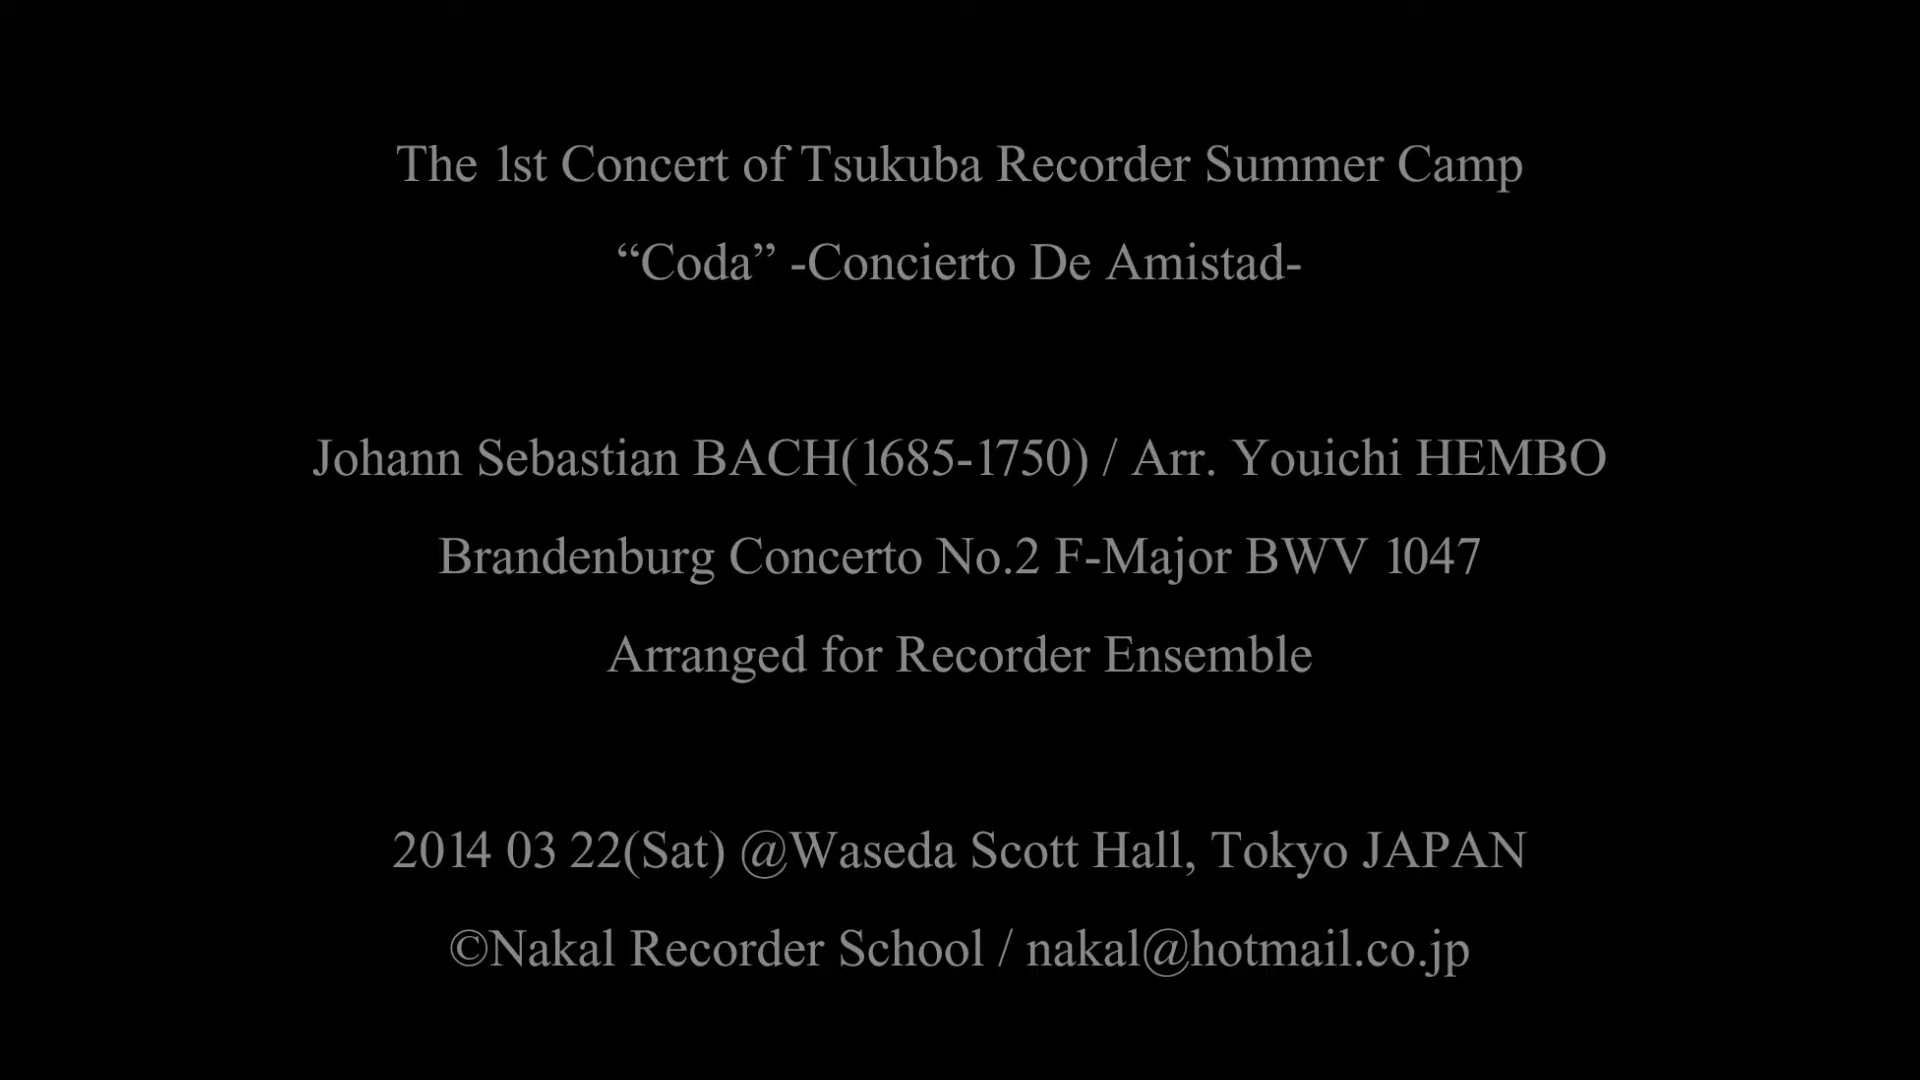 The 1st Concert of Tsukuba Recorder Summer Camp
“Coda” -Concierto De Amistad-
Johann Sebastian BACH(1685-1750) / Arr. Youichi HEMBO
Brandenburg Concerto No.2 F-Major BWV 1047
Arranged for Recorder Ensemble
2014 03 22(Sat) @Waseda Scott Hall, Tokyo JAPAN
©Nakal Recorder School / nakal@hotmail.co.jp